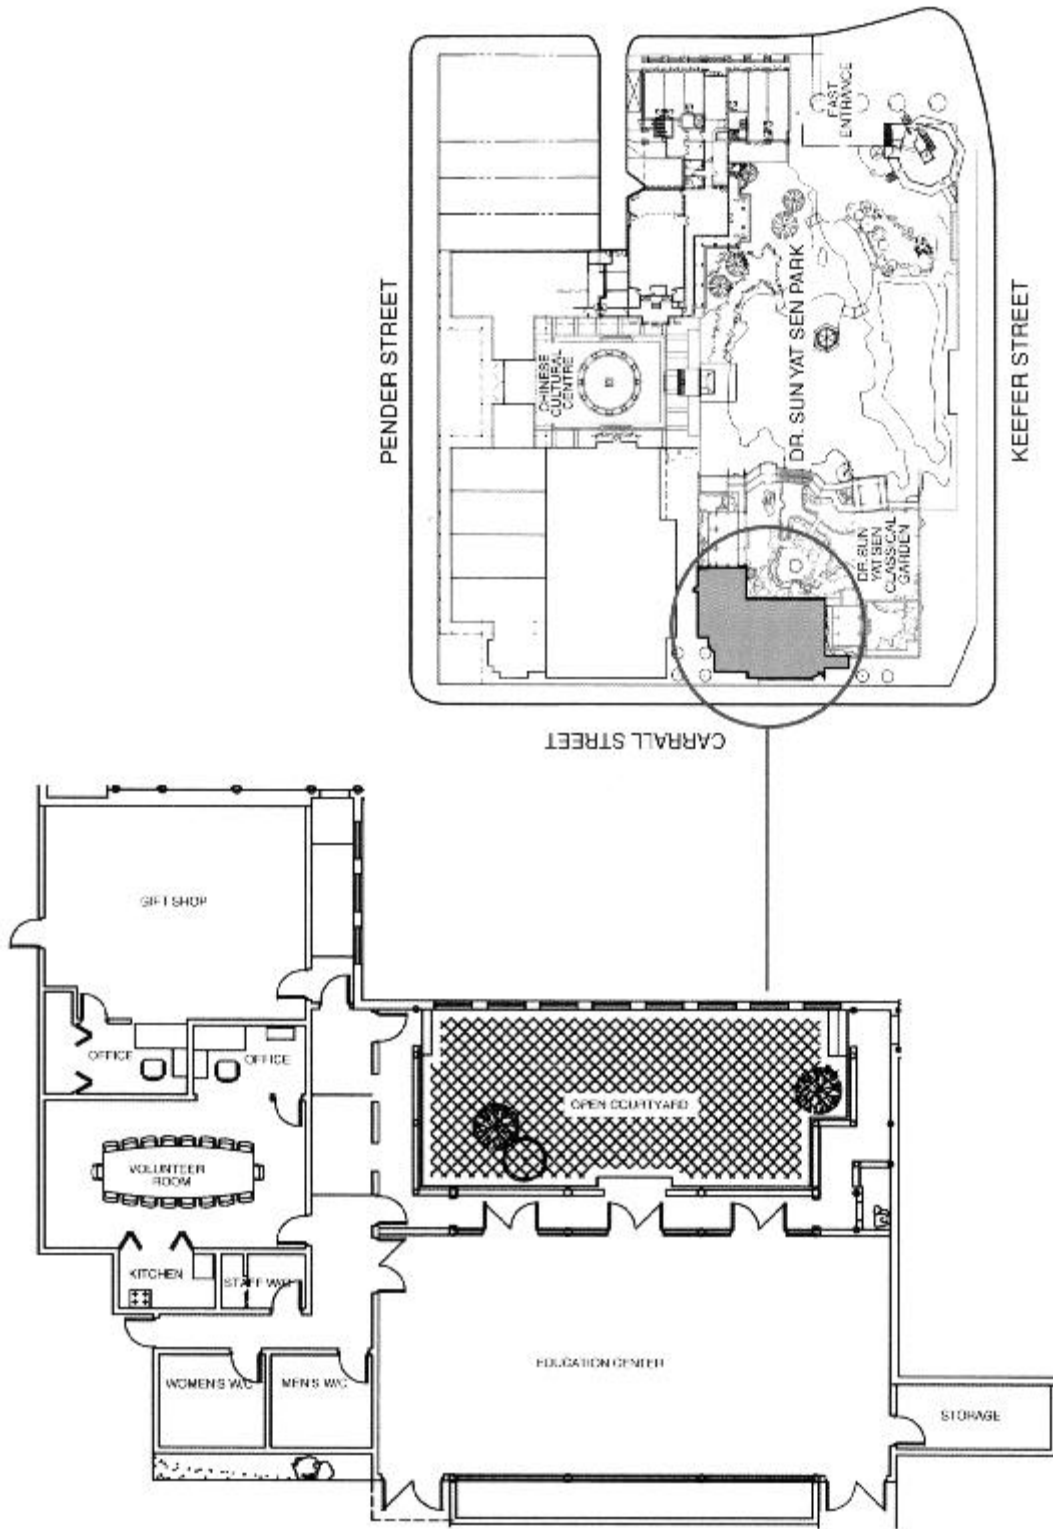 EAST
ENTRANCE
PENDER STREET
CHINESE
CULTURAL
CENTRE
DR. SUN YAT SEN PARK
KEEFER STREET
DR. SUN
YAT SEN
CLASSICAL
GARDEN
CARRALL STREET
GIFT SHOP
OFFICE
OFFICE
OPEN COURTYARD
VOLUNTEER
ROOM
KITCHEN
STAFF W/C
EDUCATION CENTER
WOMEN'S W/C
MEN'S W/C
STORAGE